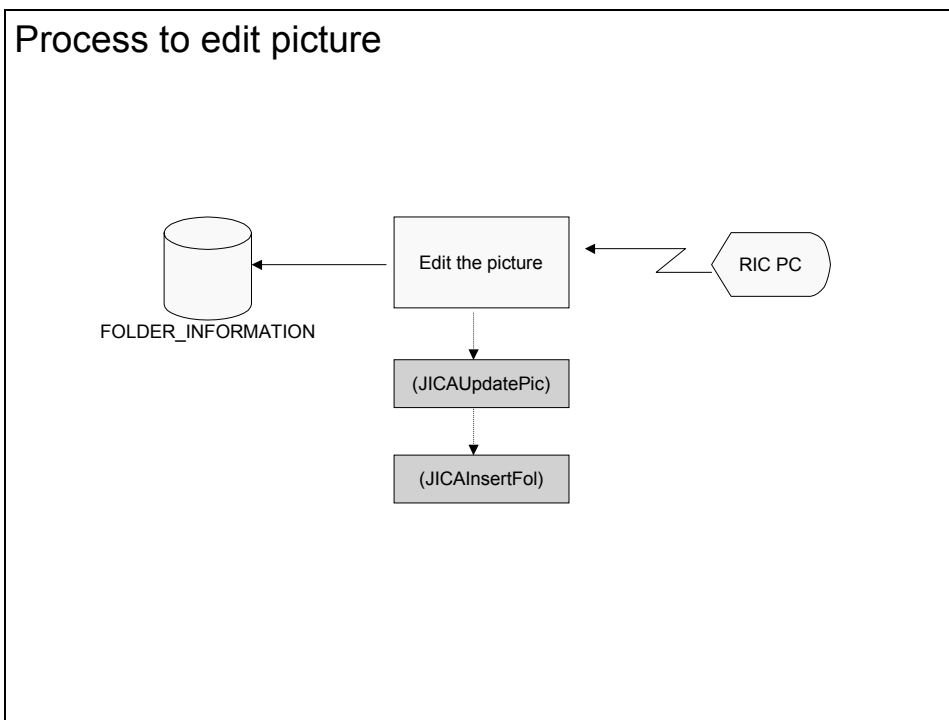 Process to edit picture
Edit the picture
RIC PC
FOLDER_INFORMATION
(JICAUpdatePic)
(JICAInsertFol)